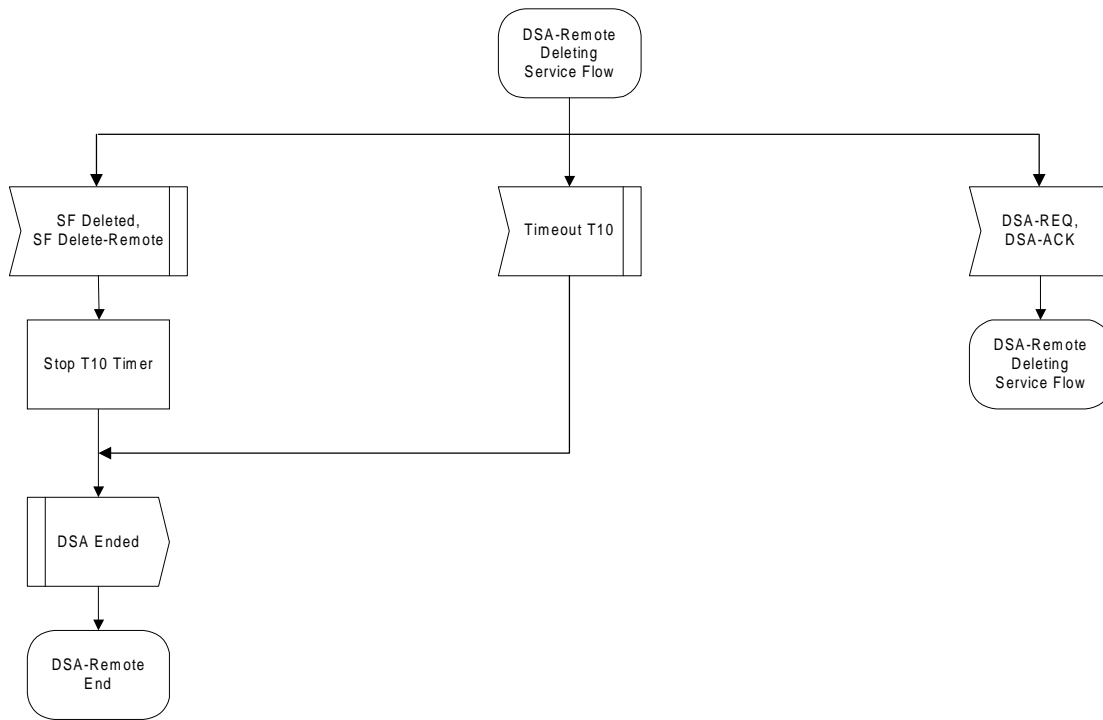 DSA-Remote
Deleting
Service Flow
SF Deleted,
SF Delete-Remote
Timeout T10
DSA-REQ,
DSA-ACK
Stop T10 Timer
DSA-Remote
Deleting
Service Flow
DSA Ended
DSA-Remote
End